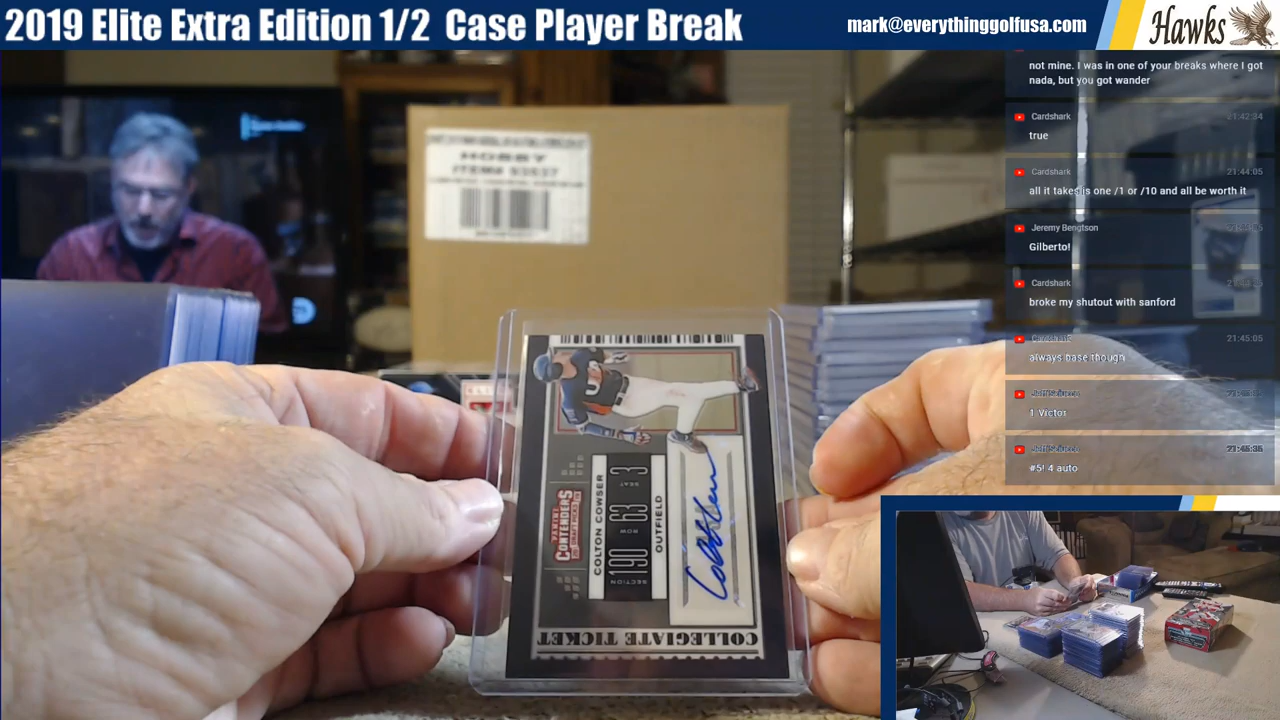 2019 Elite Extra Edition 1/2 Case Player Break
mark@everythinggolfusa.com
Hawks
not mine. I was in one of your breaks where I got
nada, but you got wander
Cardshark 21:42:34
true
Cardshark 21:44:05
all it takes is one /1 or /10 and all be worth it
Jeremy Bengtson
Gilberto!
Cardshark
broke my shutout with sanford
21:45:05
always base though
1 Victor
#5! 4 auto
HOBBY
COLLEGIATE TICKET
PANINI
CONTENDERS
DRAFT PICKS
COLTON COWSER
SECTION 190 ROW 63 SEAT 3
OUTFIELD